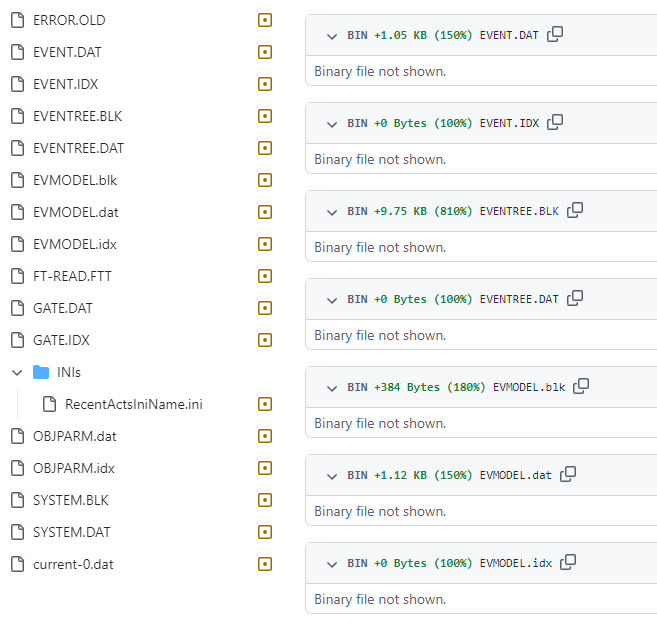 ERROR.OLD
EVENT.DAT
EVENT.IDX
EVENTREE.BLK
EVENTREE.DAT
EVMODEL.blk
EVMODEL.dat
EVMODEL.idx
FT-READ.FTT
GATE.DAT
GATE.IDX
INIs
RecentActsIniName.ini
OBJPARM.dat
OBJPARM.idx
SYSTEM.BLK
SYSTEM.DAT
current-0.dat
BIN +1.05 KB (150%) EVENT.DAT
Binary file not shown.
BIN +0 Bytes (100%) EVENT.IDX
Binary file not shown.
BIN +9.75 KB (810%) EVENTREE.BLK
Binary file not shown.
BIN +0 Bytes (100%) EVENTREE.DAT
Binary file not shown.
BIN +384 Bytes (180%) EVMODEL.blk
Binary file not shown.
BIN +1.12 KB (150%) EVMODEL.dat
Binary file not shown.
BIN +0 Bytes (100%) EVMODEL.idx
Binary file not shown.